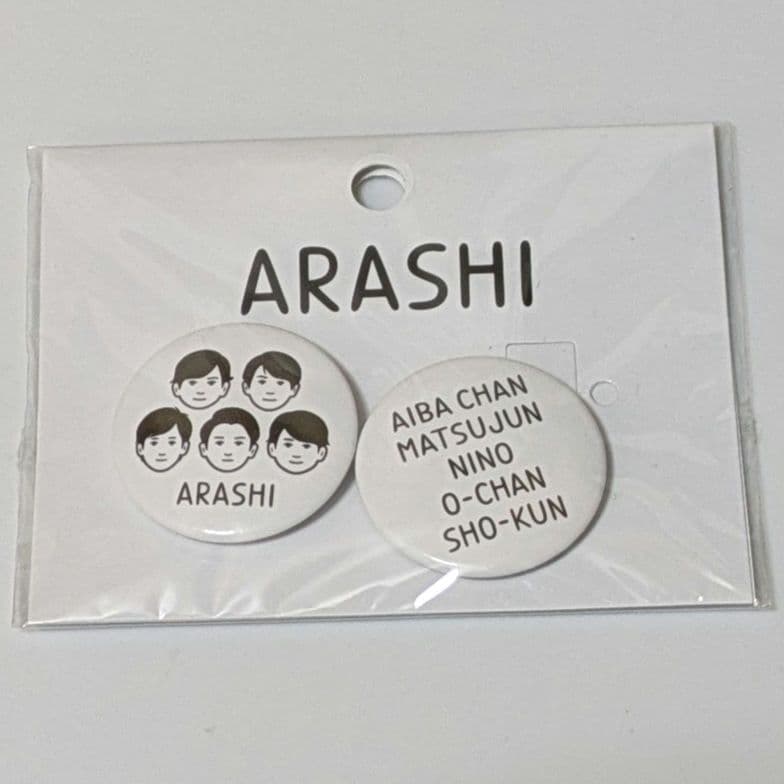 ARASHI
ARASHI
AIBA CHAN
MATSUJUN
NINO
O-CHAN
SHO-KUN